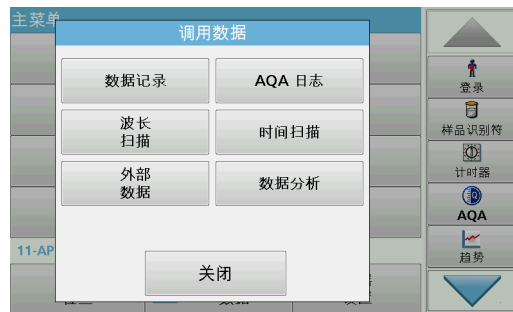 主菜单
调用数据
数据记录
AQA 日志
波长
扫描
时间扫描
外部
数据
数据分析
关闭
11-AP
登录
样品识别符
计时器
AQA
趋势